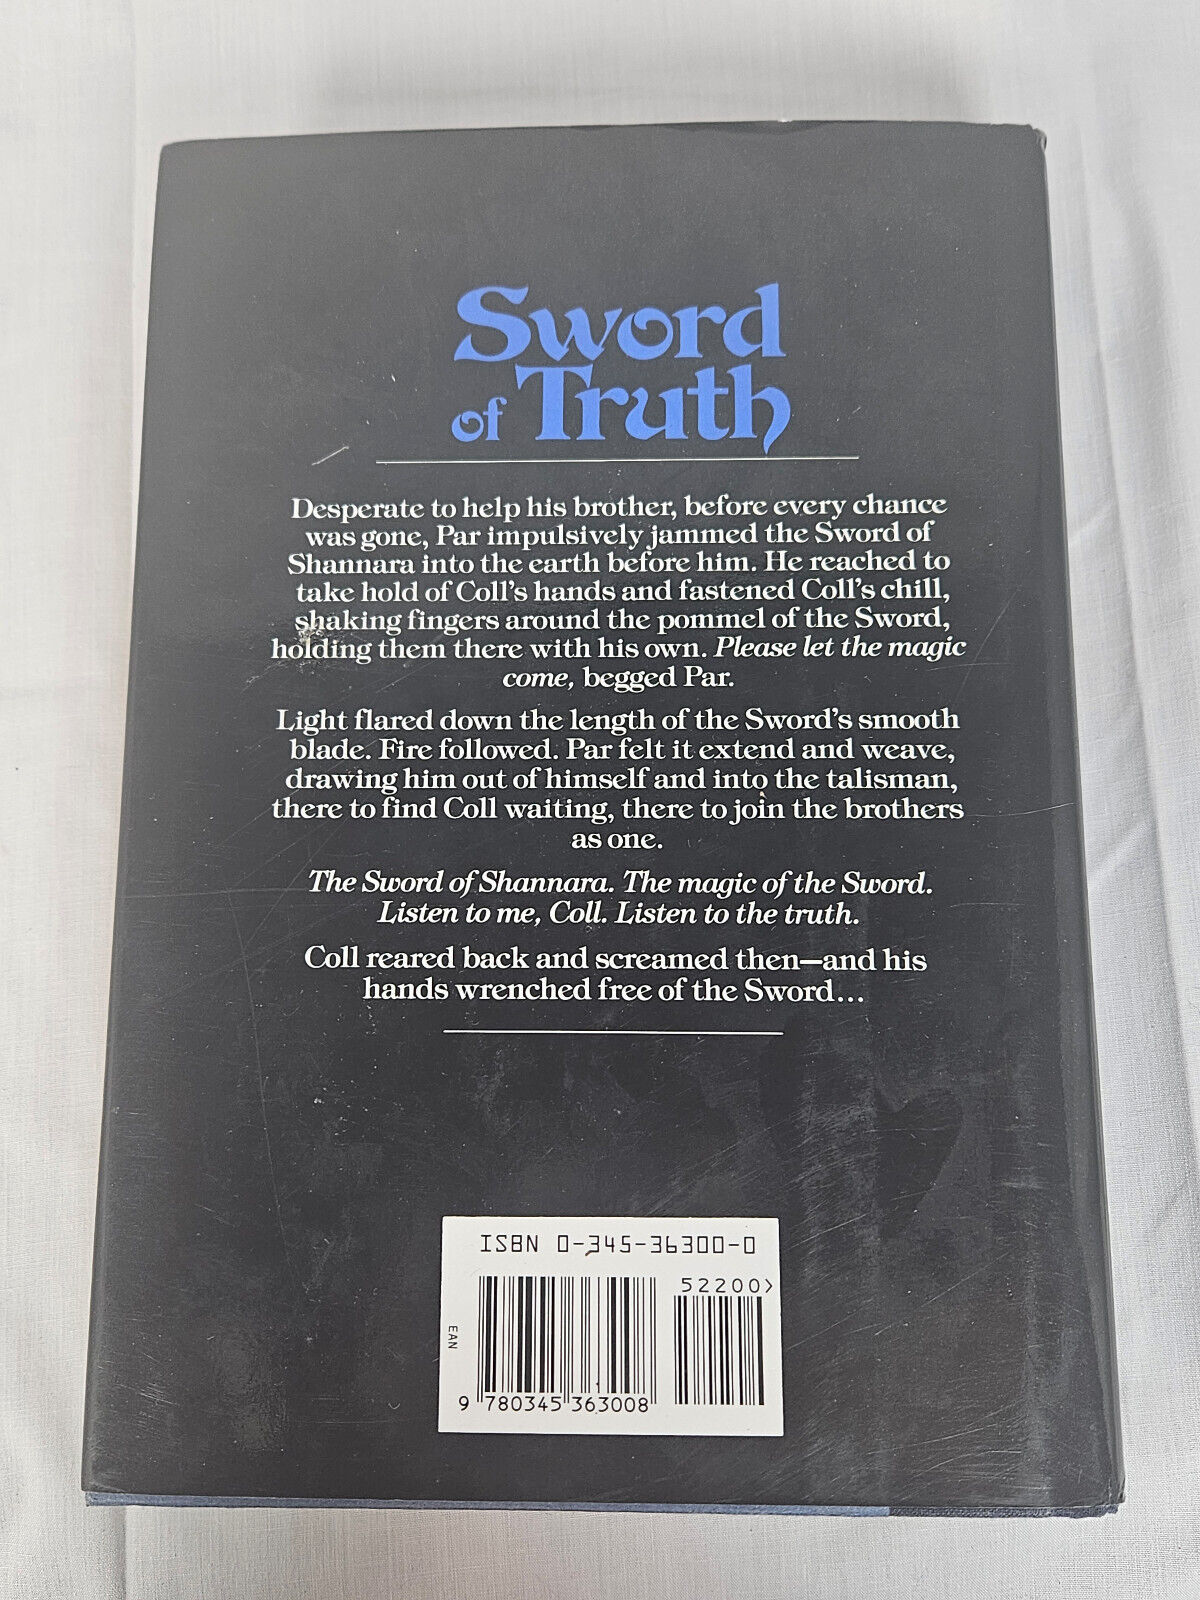 Sword
of Truth
Desperate to help his brother, before every chance
was gone, Par impulsively jammed the Sword of
Shannara into the earth before him. He reached to
take hold of Coll's hands and fastened Coll's chill,
shaking fingers around the pommel of the Sword,
holding them there with his own. Please let the magic
come, begged Par.
Light flared down the length of the Sword's smooth
blade. Fire followed. Par felt it extend and weave,
drawing him out of himself and into the talisman,
there to find Coll waiting, there to join the brothers
as one.
The Sword of Shannara. The magic of the Sword.
Listen to me, Coll. Listen to the truth.
Coll reared back and screamed then—and his
hands wrenched free of the Sword...
ISBN 0-345-36300-0
52200>
EAN
9 780345 363008